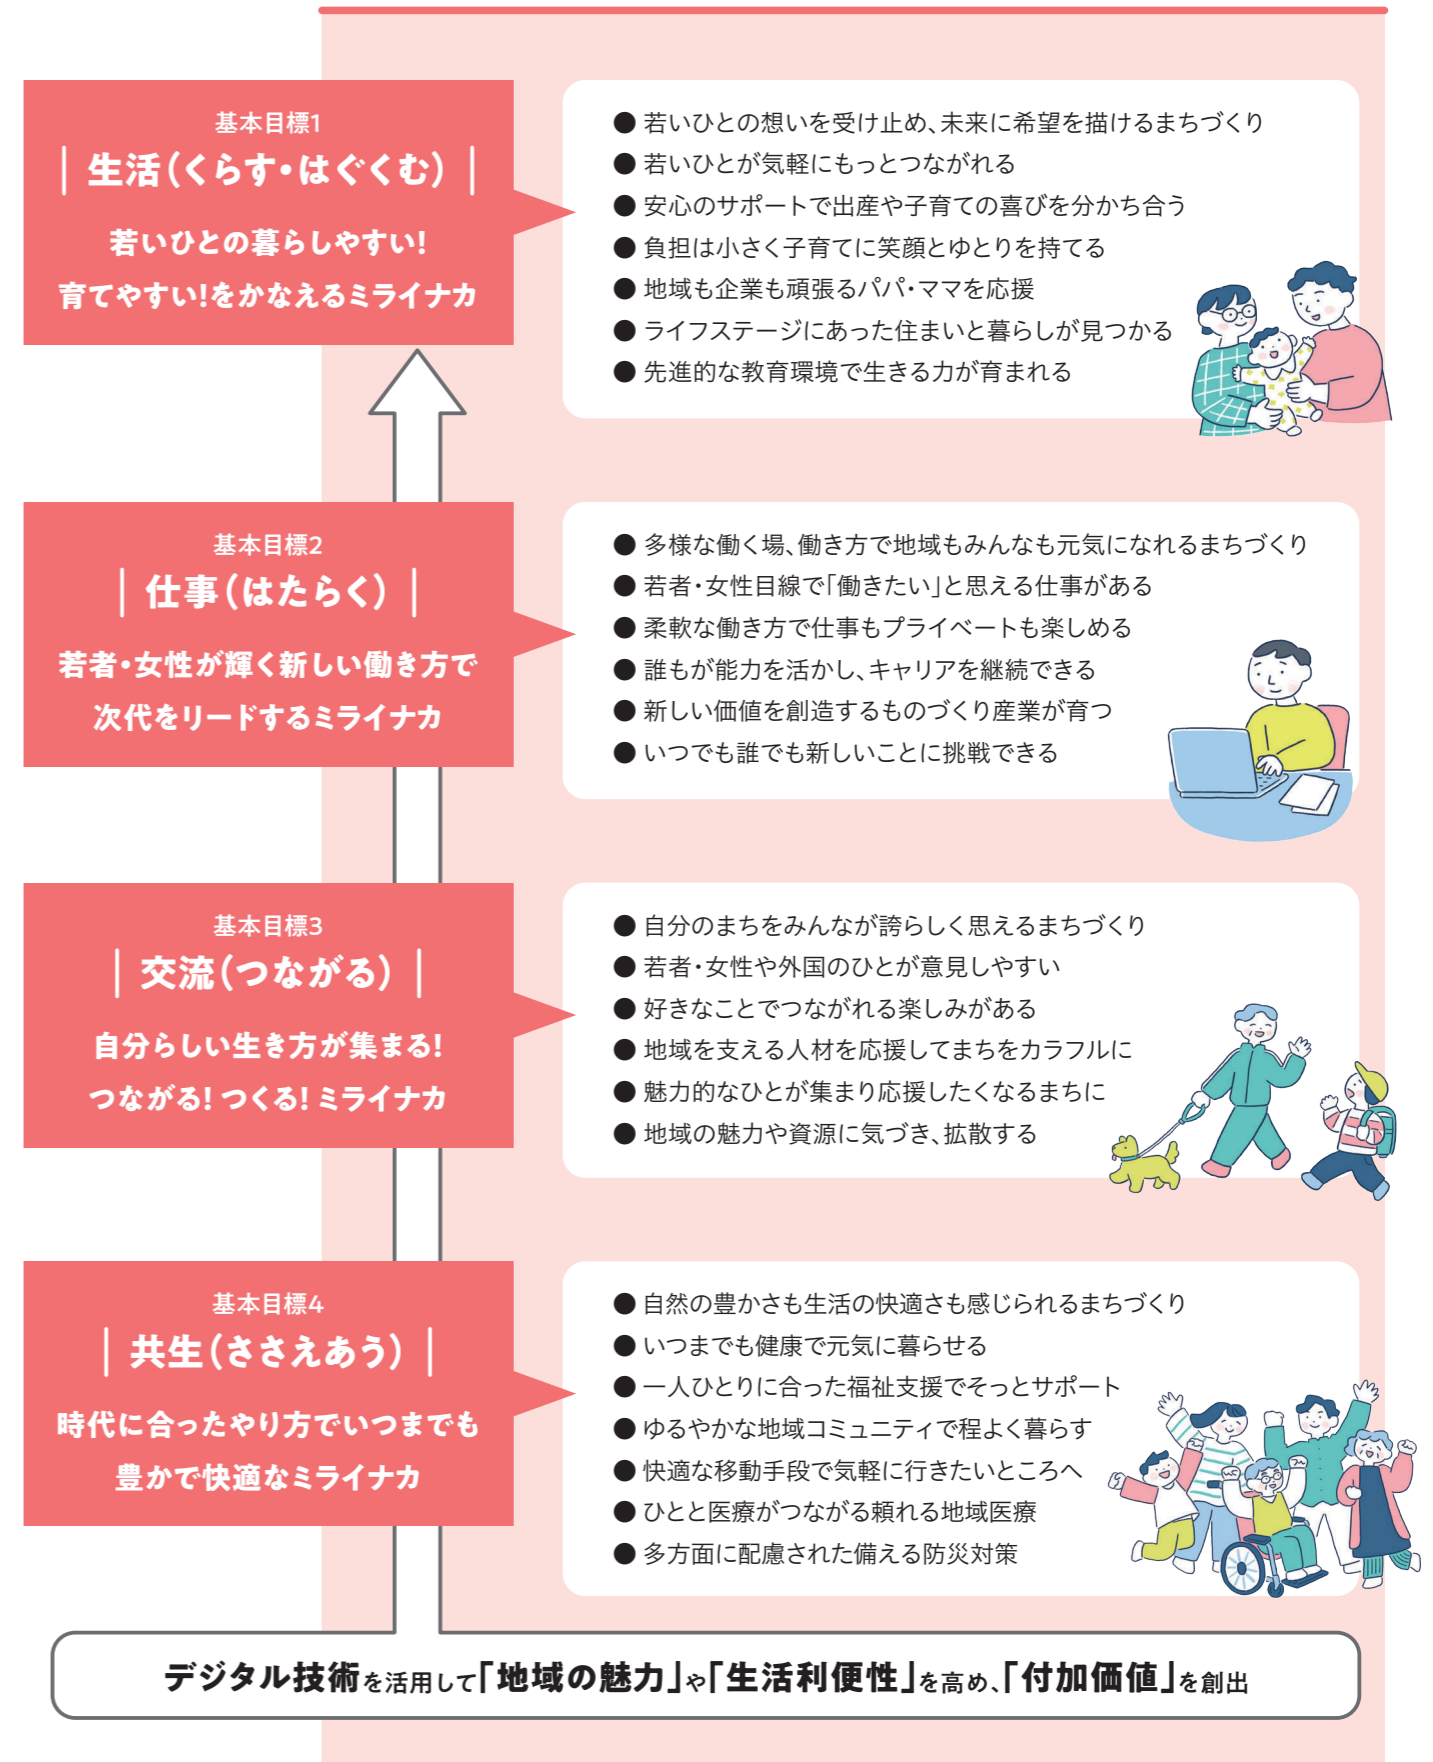 基本目標1
生活（くらす・はぐくむ）
若いひとの暮らしやすい！
育てやすい！をかなえるミライナカ
● 若いひとの想いを受け止め、未来に希望を描けるまちづくり
● 若いひとが気軽にもっとつながれる
● 安心のサポートで出産や子育ての喜びを分かち合う
● 負担は小さく子育てに笑顔とゆとりを持てる
● 地域も企業も頑張るパパ・ママを応援
● ライフステージにあった住まいと暮らしが見つかる
● 先進的な教育環境で生きる力が育まれる
基本目標2
仕事（はたらく）
若者・女性が輝く新しい働き方で
次代をリードするミライナカ
● 多様な働く場、働き方で地域もみんなも元気になれるまちづくり
● 若者・女性目線で「働きたい」と思える仕事がある
● 柔軟な働き方で仕事もプライベートも楽しめる
● 誰もが能力を活かし、キャリアを継続できる
● 新しい価値を創造するものづくり産業が育つ
● いつでも誰でも新しいことに挑戦できる
基本目標3
交流（つながる）
自分らしい生き方が集まる！
つながる！つくる！ミライナカ
● 自分のまちをみんなが誇らしく思えるまちづくり
● 若者・女性や外国のひとが意見しやすい
● 好きなことでつながれる楽しみがある
● 地域を支える人材を応援してまちをカラフルに
● 魅力的なひとが集まり応援したくなるまちに
● 地域の魅力や資源に気づき、拡散する
基本目標4
共生（ささえあう）
時代に合ったやり方でいつまでも
豊かで快適なミライナカ
● 自然の豊かさも生活の快適さも感じられるまちづくり
● いつまでも健康で元気に暮らせる
● 一人ひとりに合った福祉支援でそっとサポート
● ゆるやかな地域コミュニティで程よく暮らす
● 快適な移動手段で気軽に行きたいところへ
● ひとと医療がつながる頼れる地域医療
● 多方面に配慮された備える防災対策
デジタル技術を活用して「地域の魅力」や「生活利便性」を高め、「付加価値」を創出